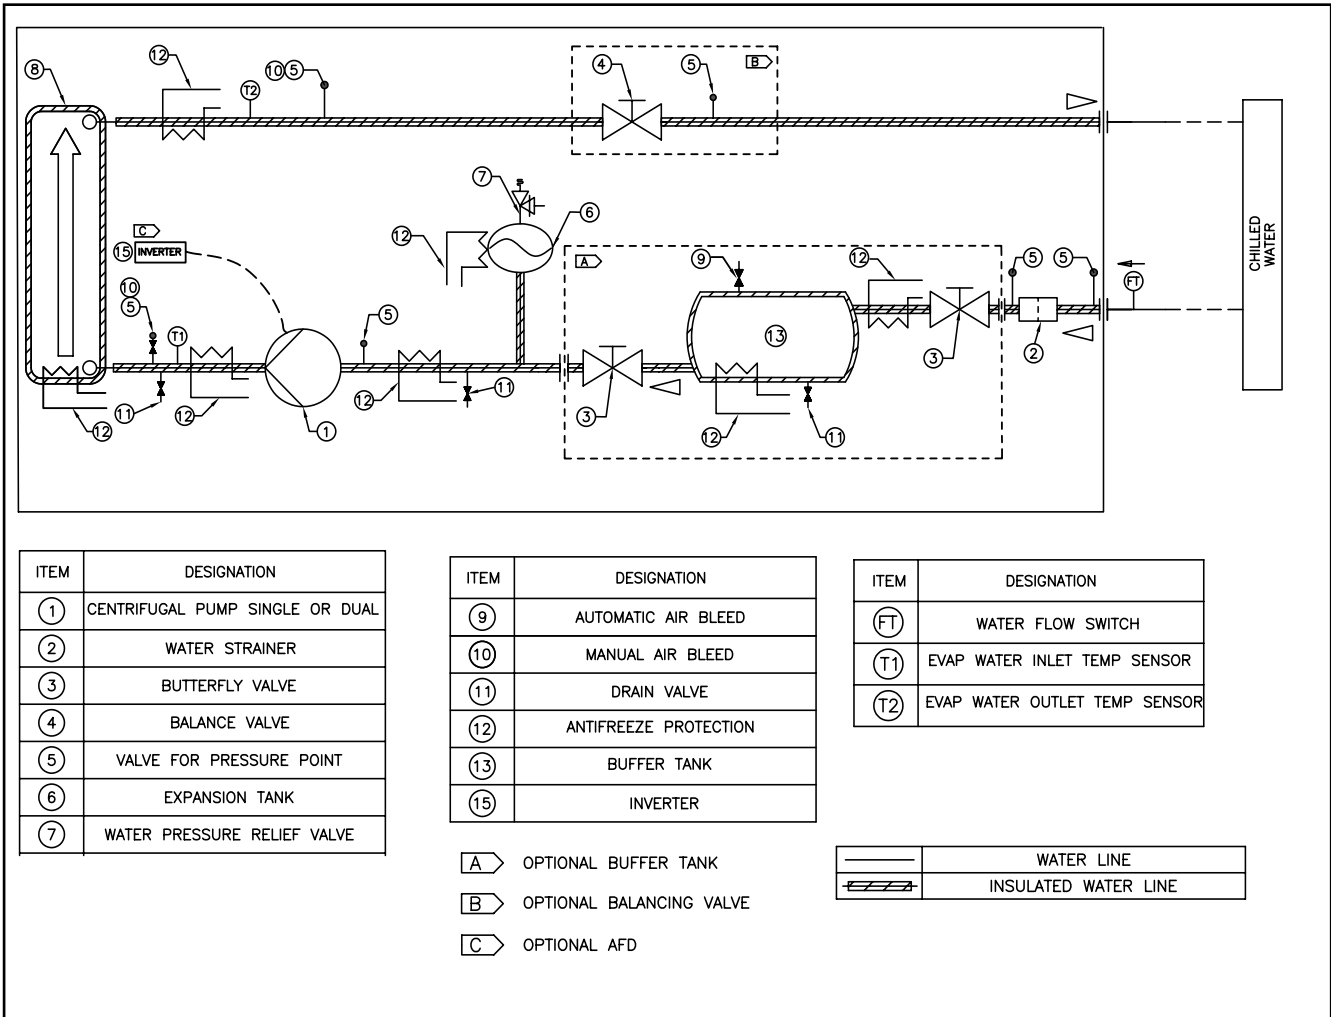 12
8
T2
10 5
4
5
B
7
6
12
C
15 INVERTER
A
9
12
5
5
FT
CHILLED
WATER
10
5
T1
5
13
3
2
11
12
12
1
12
11
3
12
11
ITEM DESIGNATION
1 CENTRIFUGAL PUMP SINGLE OR DUAL
2 WATER STRAINER
3 BUTTERFLY VALVE
4 BALANCE VALVE
5 VALVE FOR PRESSURE POINT
6 EXPANSION TANK
7 WATER PRESSURE RELIEF VALVE
ITEM DESIGNATION
9 AUTOMATIC AIR BLEED
10 MANUAL AIR BLEED
11 DRAIN VALVE
12 ANTIFREEZE PROTECTION
13 BUFFER TANK
15 INVERTER
ITEM DESIGNATION
FT WATER FLOW SWITCH
T1 EVAP WATER INLET TEMP SENSOR
T2 EVAP WATER OUTLET TEMP SENSOR
A OPTIONAL BUFFER TANK
B OPTIONAL BALANCING VALVE
C OPTIONAL AFD
WATER LINE
INSULATED WATER LINE